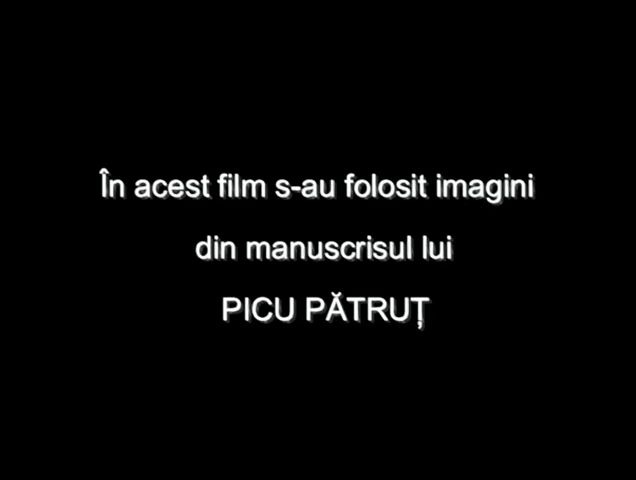 În acest film s-au folosit imagini
din manuscrisul lui
PICU PĂTRUȚ